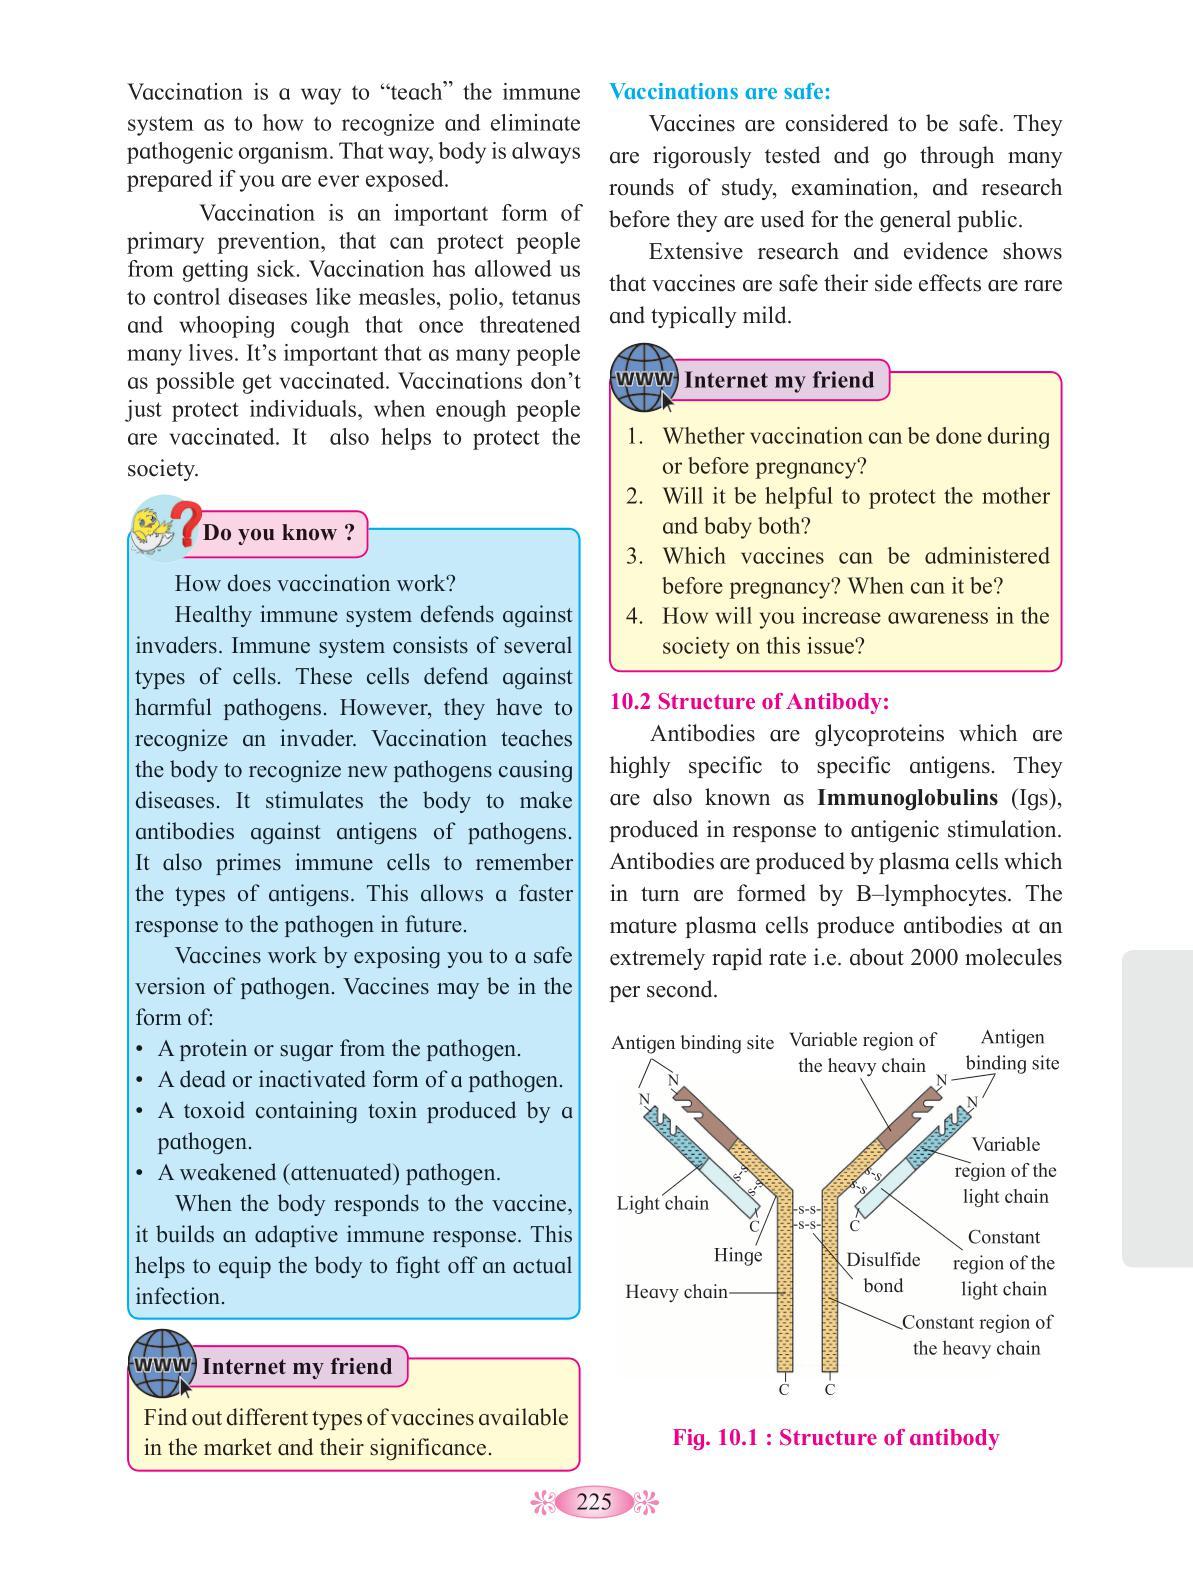 Vaccination is a way to “teach” the immune
system as to how to recognize and eliminate
pathogenic organism. That way, body is always
prepared if you are ever exposed.
Vaccination is an important form of
primary prevention, that can protect people
from getting sick. Vaccination has allowed us
to control diseases like measles, polio, tetanus
and whooping cough that once threatened
many lives. It’s important that as many people
as possible get vaccinated. Vaccinations don’t
just protect individuals, when enough people
are vaccinated. It also helps to protect the
society.
Do you know ?
How does vaccination work?
Healthy immune system defends against
invaders. Immune system consists of several
types of cells. These cells defend against
harmful pathogens. However, they have to
recognize an invader. Vaccination teaches
the body to recognize new pathogens causing
diseases. It stimulates the body to make
antibodies against antigens of pathogens.
It also primes immune cells to remember
the types of antigens. This allows a faster
response to the pathogen in future.
Vaccines work by exposing you to a safe
version of pathogen. Vaccines may be in the
form of:
• A protein or sugar from the pathogen.
• A dead or inactivated form of a pathogen.
• A toxoid containing toxin produced by a
pathogen.
• A weakened (attenuated) pathogen.
When the body responds to the vaccine,
it builds an adaptive immune response. This
helps to equip the body to fight off an actual
infection.
www Internet my friend
Find out different types of vaccines available
in the market and their significance.
Vaccinations are safe:
Vaccines are considered to be safe. They
are rigorously tested and go through many
rounds of study, examination, and research
before they are used for the general public.
Extensive research and evidence shows
that vaccines are safe their side effects are rare
and typically mild.
www Internet my friend
1. Whether vaccination can be done during
or before pregnancy?
2. Will it be helpful to protect the mother
and baby both?
3. Which vaccines can be administered
before pregnancy? When can it be?
4. How will you increase awareness in the
society on this issue?
10.2 Structure of Antibody:
Antibodies are glycoproteins which are
highly specific to specific antigens. They
are also known as Immunoglobulins (Igs),
produced in response to antigenic stimulation.
Antibodies are produced by plasma cells which
in turn are formed by B–lymphocytes. The
mature plasma cells produce antibodies at an
extremely rapid rate i.e. about 2000 molecules
per second.
Antigen binding site
Variable region of
the heavy chain
Antigen
binding site
N
N
N
N
Variable
region of the
light chain
s
s
s
s
s
s
s
s
Light chain
C
C
-s-s-
-s-s-
Hinge
Disulfide
bond
Constant
region of the
light chain
Heavy chain
Constant region of
the heavy chain
C
C
Fig. 10.1 : Structure of antibody
225